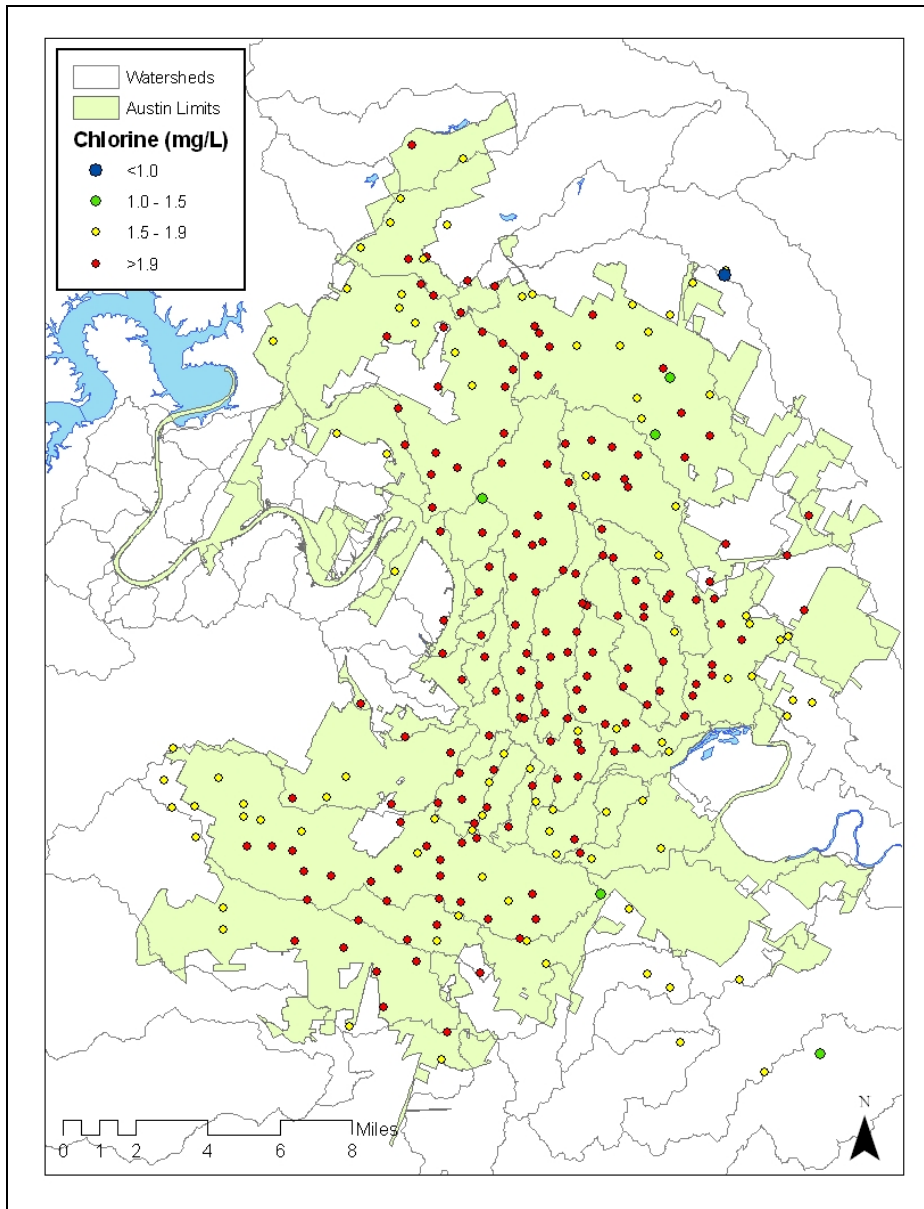 Watersheds
Austin Limits
Chlorine (mg/L)
<1.0
1.0 - 1.5
1.5 - 1.9
>1.9
N
Miles
0 1 2 4 6 8